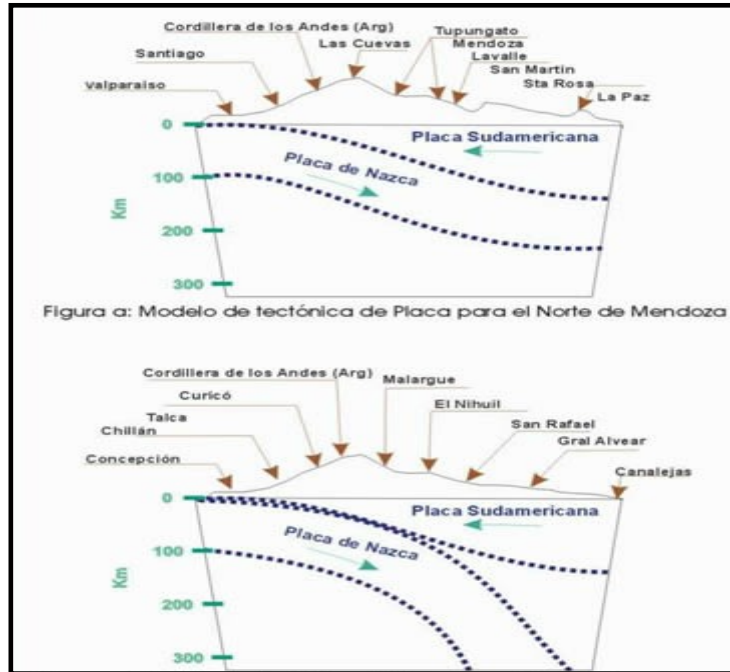 Cordillera de los Andes (Arg)
Las Cuevas
Tupungato
Mendoza
Lavalle
San Martín
Sta Rosa
La Paz
Santiago
Valparaiso
0
100
200
300
Km
Placa Sudamericana
Placa de Nazca
Figura a: Modelo de tectónica de Placa para el Norte de Mendoza
Cordillera de los Andes (Arg)
Malargue
Curicó
El Nihuil
Talca
San Rafael
Chillán
Gral Alvear
Concepción
Canalejas
0
100
200
300
Km
Placa Sudamericana
Placa de Nazca